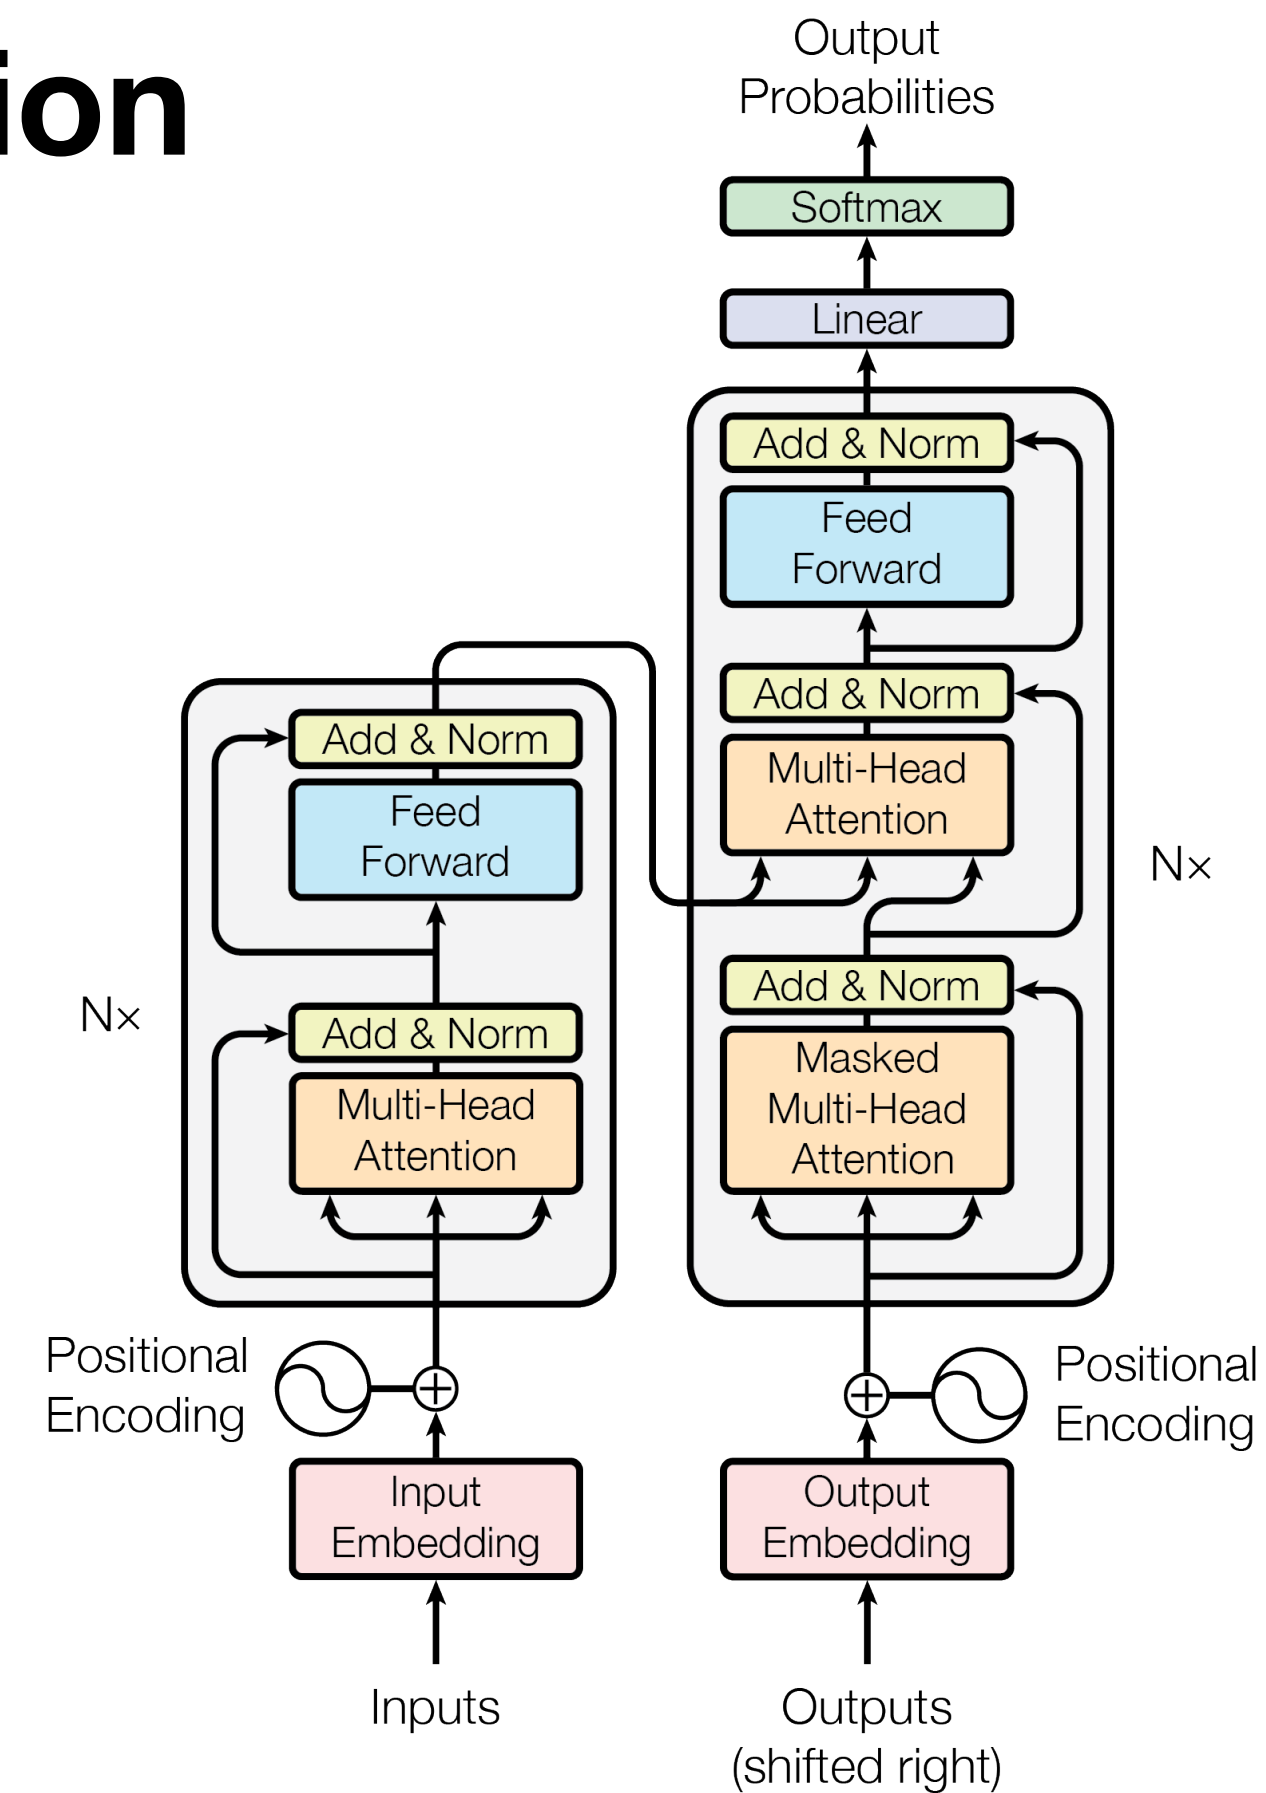 ion
Output
Probabilities
Softmax
Linear
Add & Norm
Feed
Forward
Add & Norm
Multi-Head
Attention
Nx
Add & Norm
Masked
Multi-Head
Attention
Add & Norm
Feed
Forward
Nx
Add & Norm
Multi-Head
Attention
Positional
Encoding
Positional
Encoding
Input
Embedding
Output
Embedding
Inputs
Outputs
(shifted right)